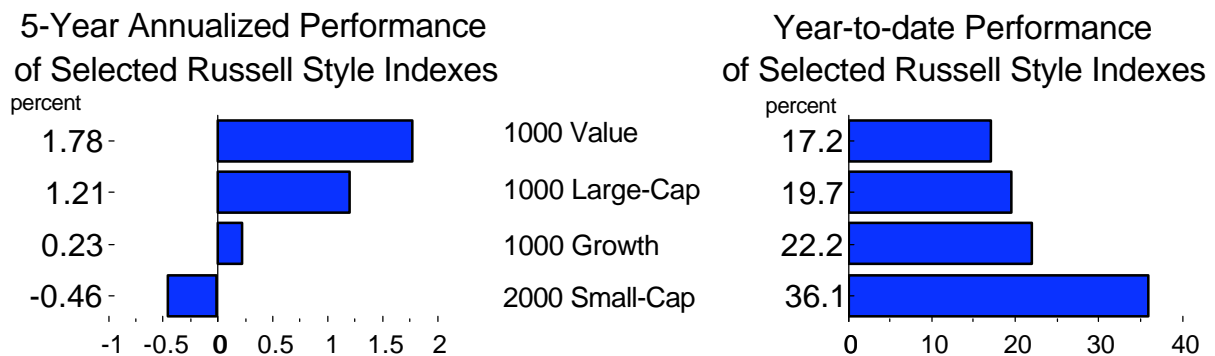 5-Year Annualized Performance
of Selected Russell Style Indexes
percent
1.78
1.21
0.23
-0.46
-1 -0.5 0 0.5 1 1.5 2
1000 Value
1000 Large-Cap
1000 Growth
2000 Small-Cap
Year-to-date Performance
of Selected Russell Style Indexes
percent
17.2
19.7
22.2
36.1
0 10 20 30 40